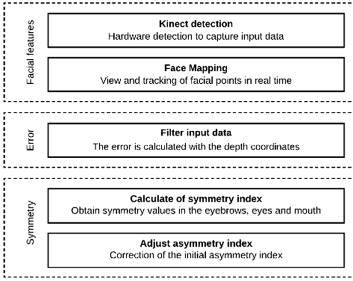 Facial features
Kinect detection
Hardware detection to capture input data
Face Mapping
View and tracking of facial points in real time
Error
Filter input data
The error is calculated with the depth coordinates
Symmetry
Calculate of symmetry index
Obtain symmetry values in the eyebrows, eyes and mouth
Adjust asymmetry index
Correction of the initial asymmetry index